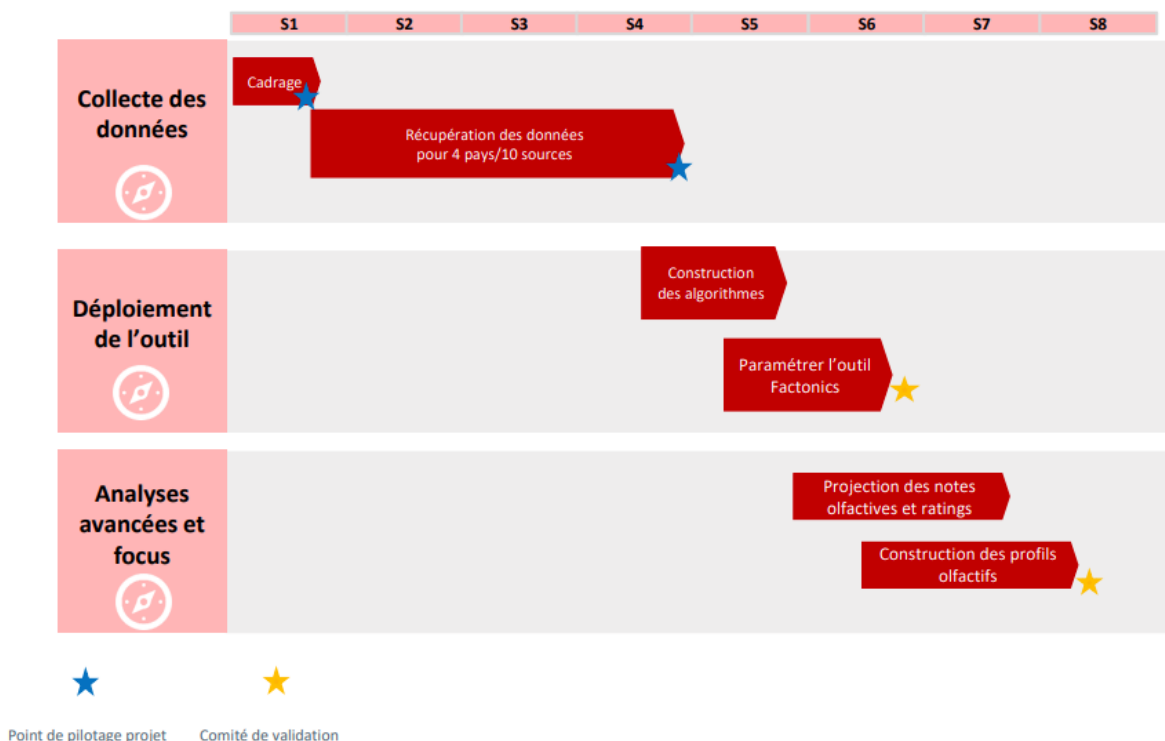 S1 S2 S3 S4 S5 S6 S7 S8
Collecte des
données
Cadrage
Récupération des données
pour 4 pays/10 sources
Déploiement
de l’outil
Construction
des algorithmes
Paramétrer l’outil
Factonics
Analyses
avancées et
focus
Projection des notes
olfactives et ratings
Construction des profils
olfactifs
Point de pilotage projet
Comité de validation